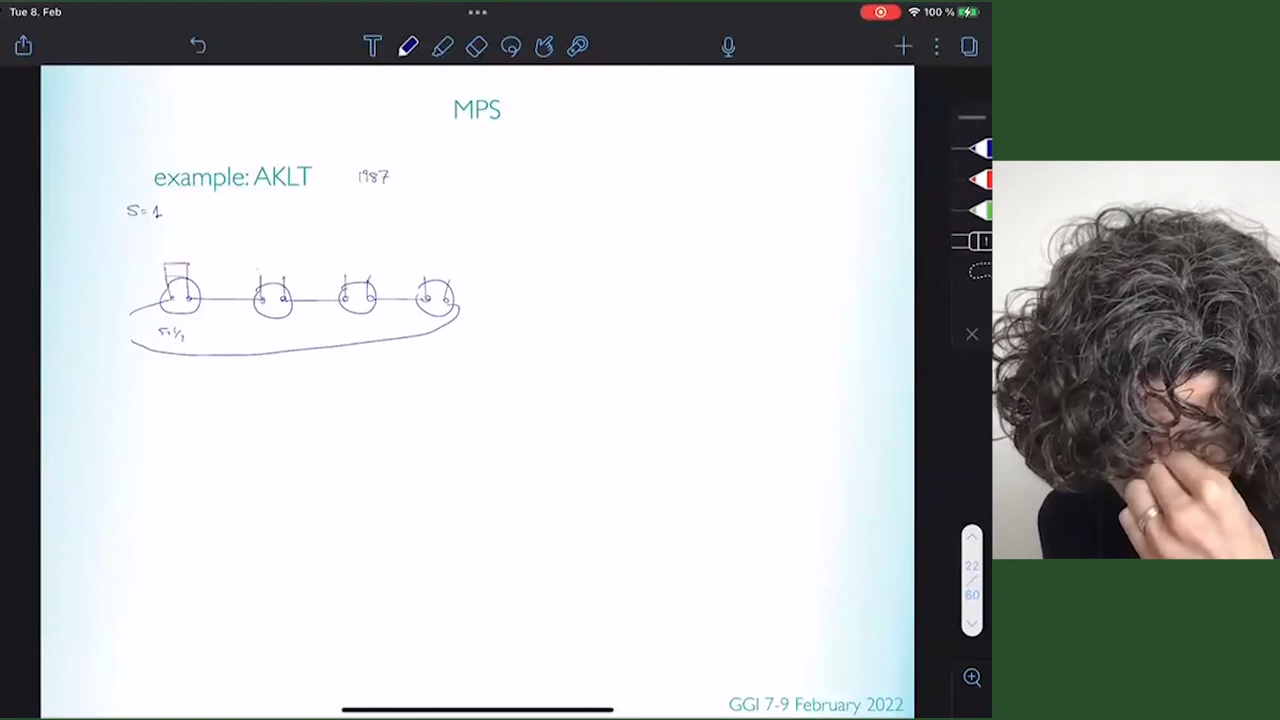 Tue 8. Feb
100 %
MPS
example: AKLT 1987
S=1
S=1/2
22
/
60
GGI 7-9 February 2022